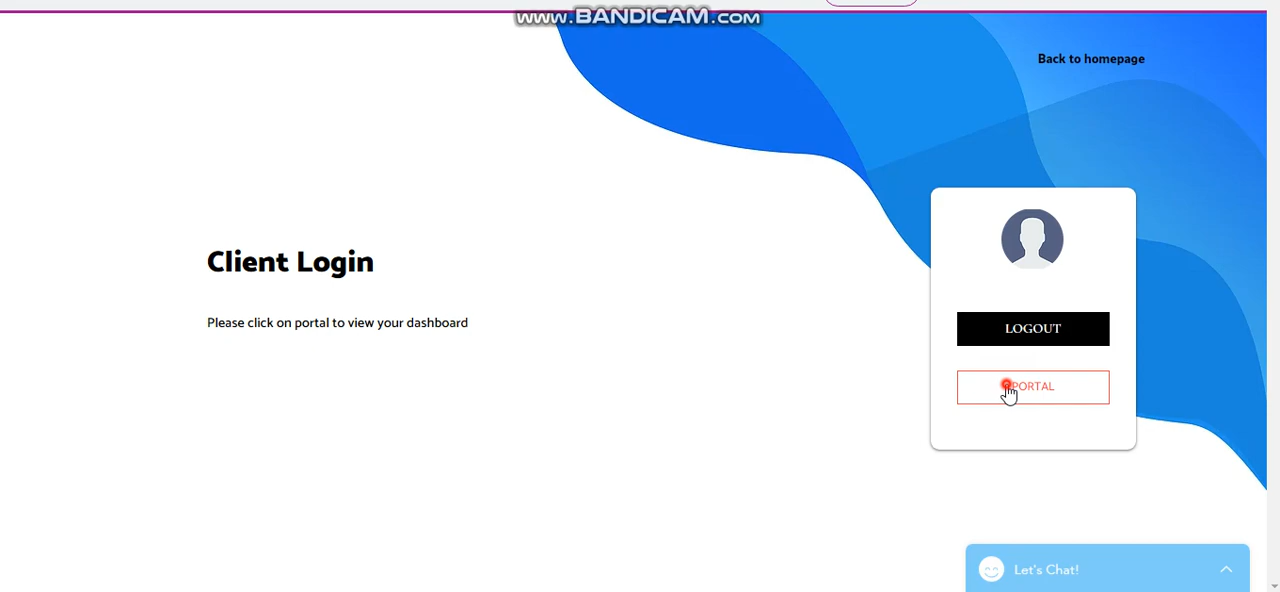 www.BANDICAM.com
Back to homepage
Client Login
Please click on portal to view your dashboard
LOGOUT
PORTAL
Let's Chat!